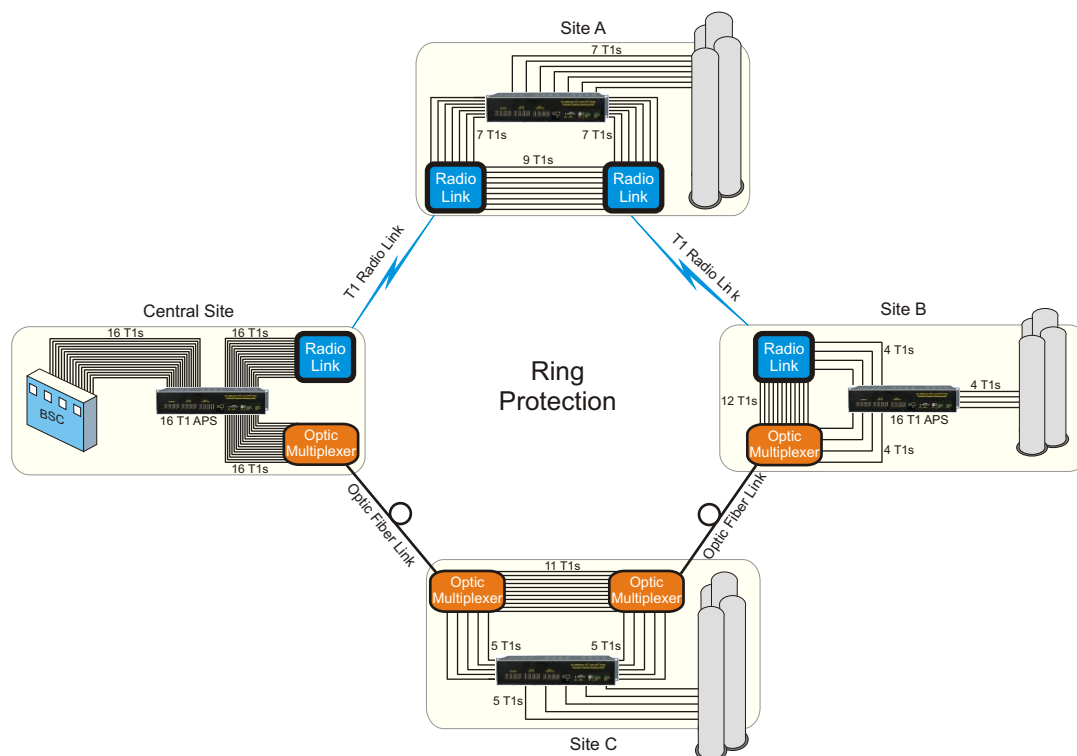 Site A
7 T1s
7 T1s
7 T1s
9 T1s
Radio
Link
Radio
Link
T1 Radio Link
T1 Radio Lh k
Central Site
16 T1s
16 T1s
Radio
Link
BSC
16 T1 APS
Optic
Multiplexer
16 T1s
Ring
Protection
Site B
Radio
Link
4 T1s
4 T1s
12 T1s
16 T1 APS
Optic
Multiplexer
4 T1s
Optic Fiber Link
Optic Fiber Link
11 T1s
Optic
Multiplexer
Optic
Multiplexer
5 T1s
5 T1s
5 T1s
Site C